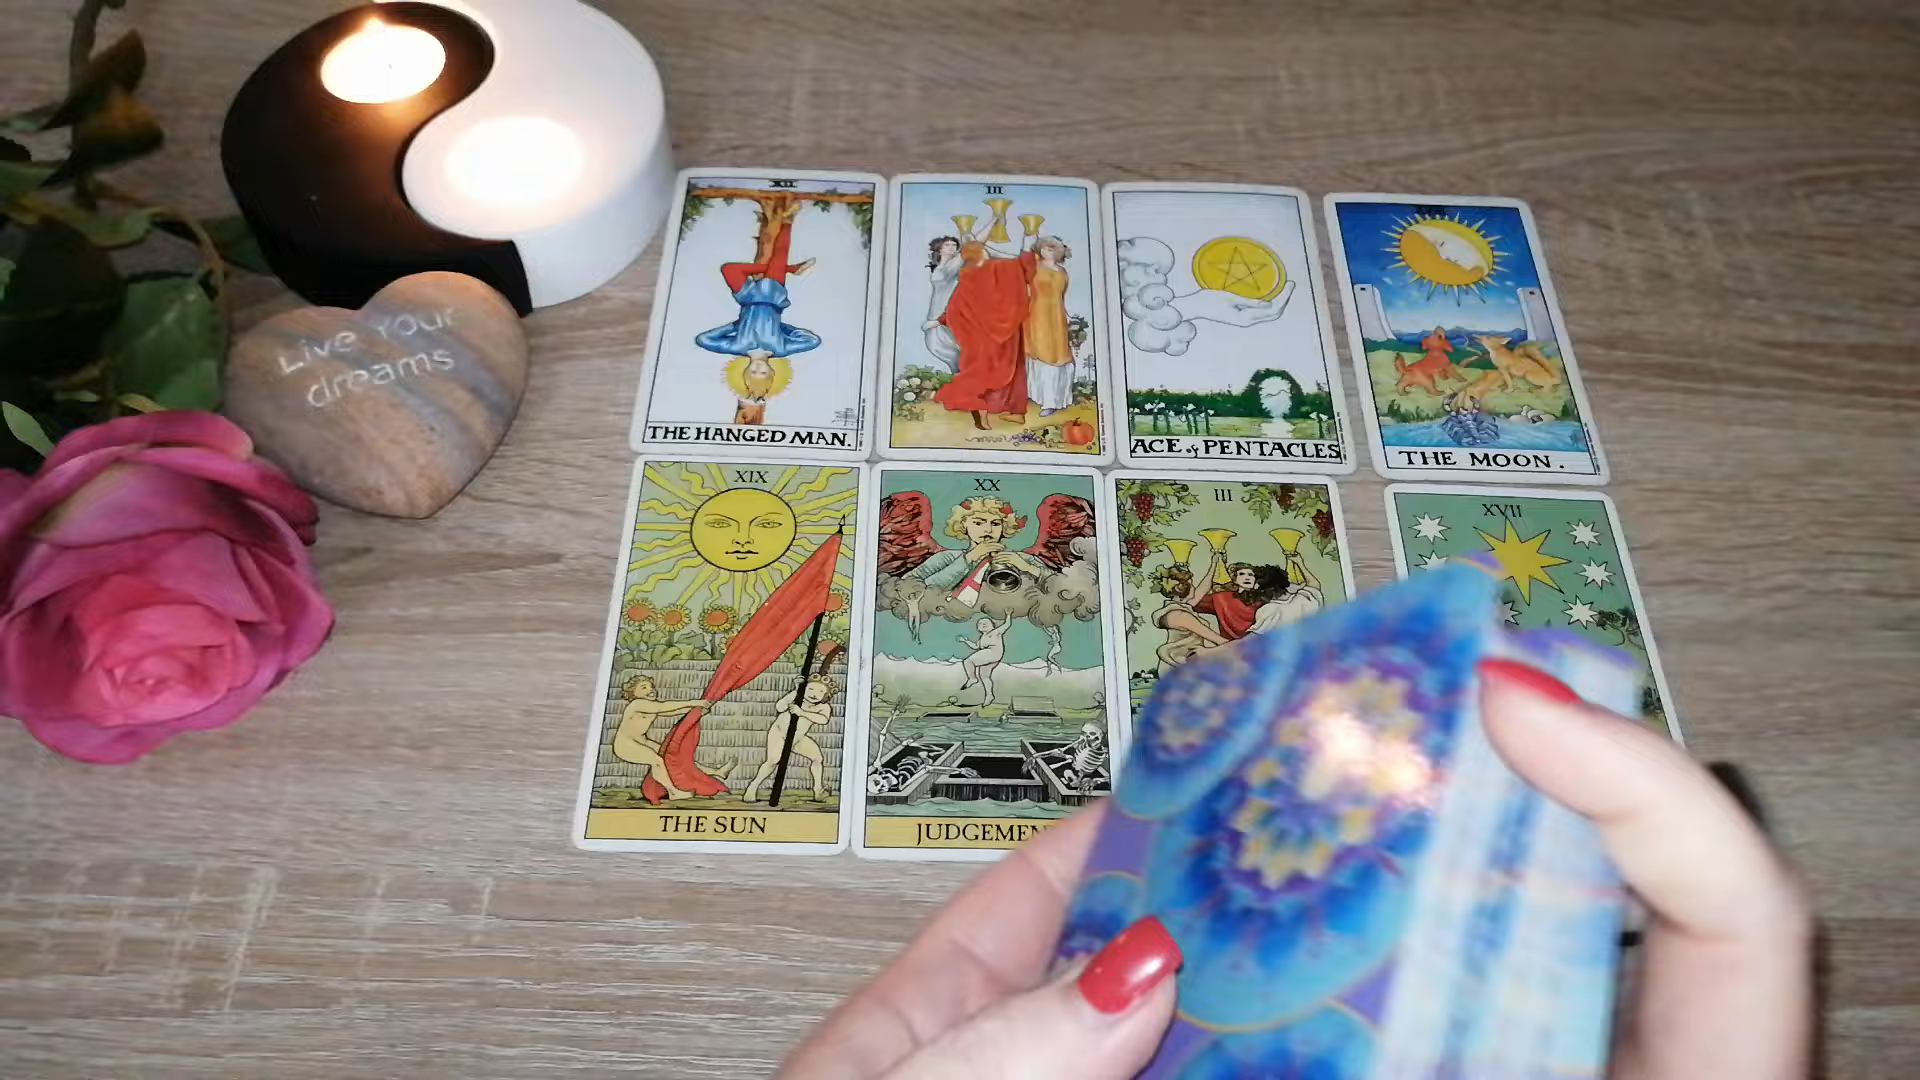 Live Your
dreams
XII
III
THE HANGED MAN.
ACE of PENTACLES
THE MOON.
XIX
XX
III
XVII
THE SUN
JUDGEMEN